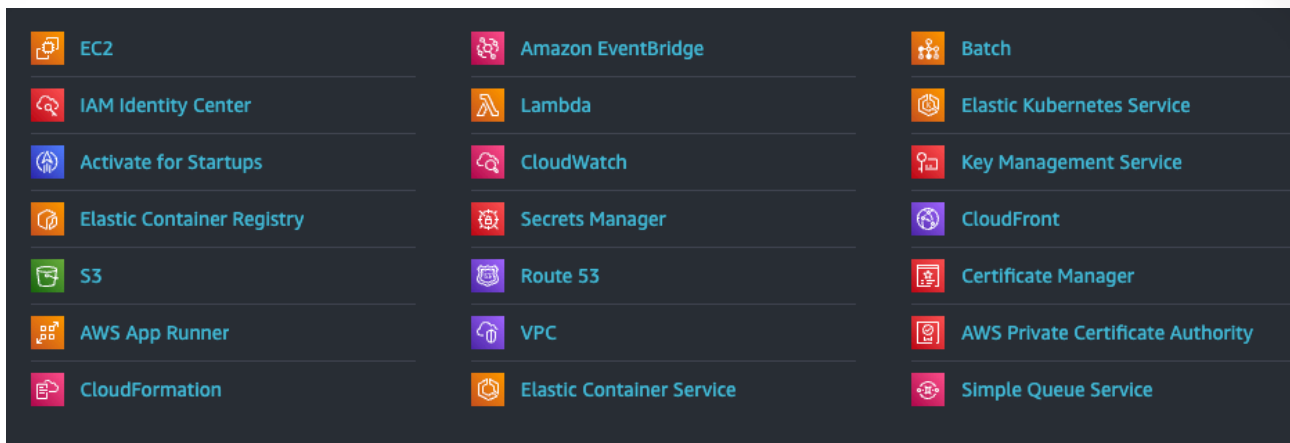 EC2
IAM Identity Center
Activate for Startups
Elastic Container Registry
S3
AWS App Runner
CloudFormation
Amazon EventBridge
Lambda
CloudWatch
Secrets Manager
Route 53
VPC
Elastic Container Service
Batch
Elastic Kubernetes Service
Key Management Service
CloudFront
Certificate Manager
AWS Private Certificate Authority
Simple Queue Service